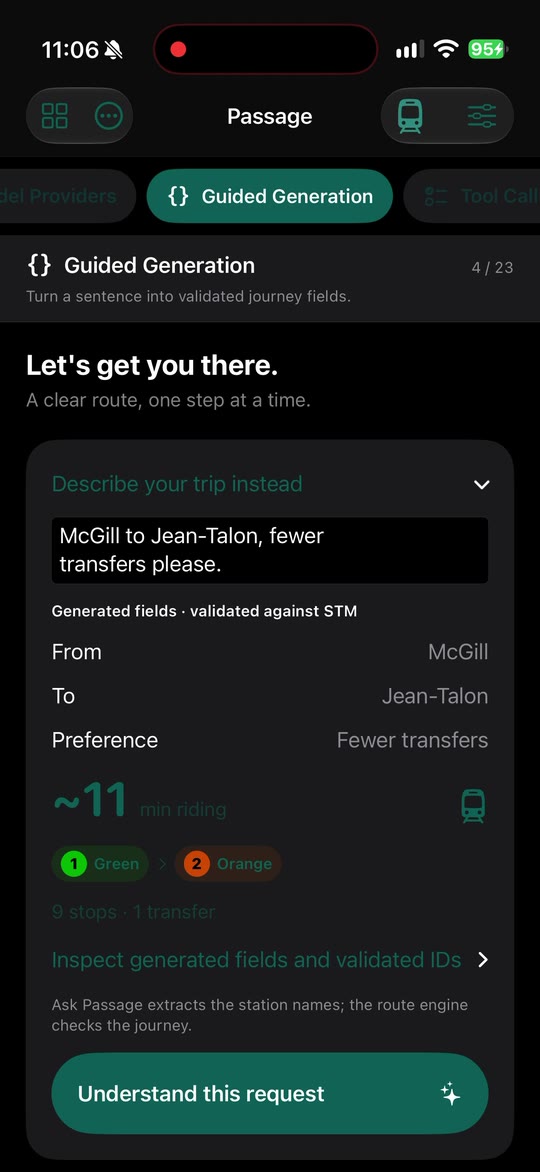 11:06
95
Passage
del Providers
Guided Generation
Tool Call
Guided Generation
4 / 23
Turn a sentence into validated journey fields.
Let's get you there.
A clear route, one step at a time.
Describe your trip instead
McGill to Jean-Talon, fewer
transfers please.
Generated fields · validated against STM
From
McGill
To
Jean-Talon
Preference
Fewer transfers
~11 min riding
1 Green
2 Orange
9 stops · 1 transfer
Inspect generated fields and validated IDs
Ask Passage extracts the station names; the route engine
checks the journey.
Understand this request